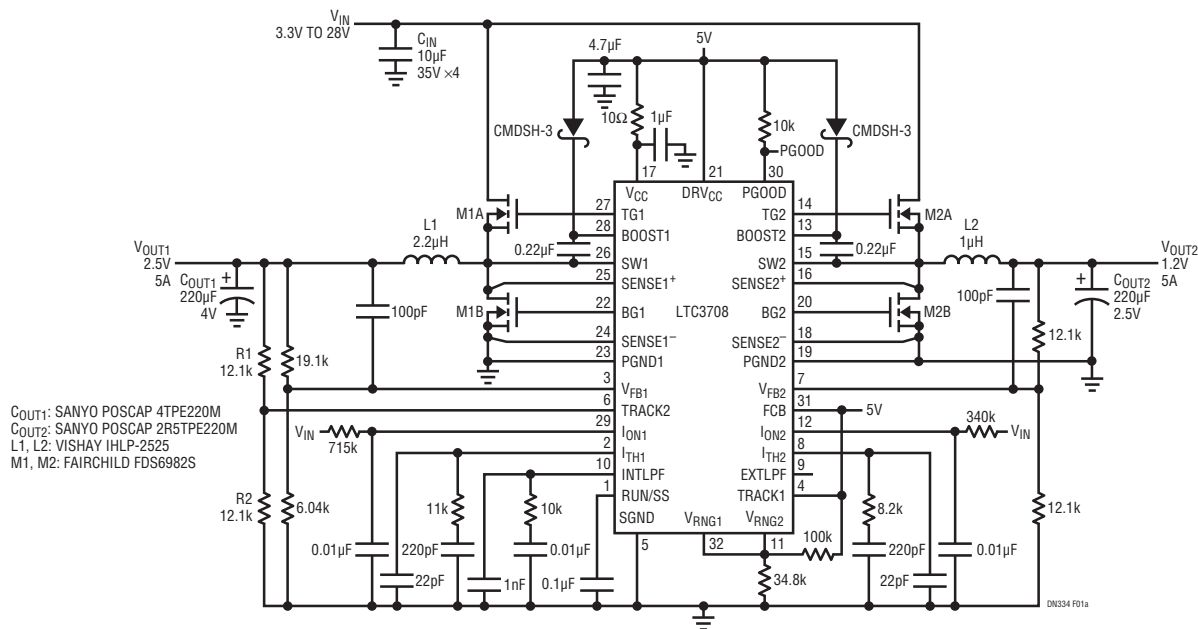 VIN
3.3V TO 28V
CIN
10µF
35V ×4
4.7µF
5V
CMDSH-3
10Ω
1µF
10k
PGOOD
CMDSH-3
17
21
30
VCC
DRVCC
PGOOD
M1A
27
TG1
TG2
14
M2A
28
BOOST1
BOOST2
13
0.22µF
0.22µF
L1
2.2µH
L2
1µH
VOUT1
2.5V
5A
26
SW1
SW2
15
VOUT2
1.2V
5A
25
SENSE1+
SENSE2+
16
COUT1
+
220µF
4V
100pF
M1B
22
BG1
LTC3708
BG2
20
M2B
100pF
+
COUT2
220µF
2.5V
24
SENSE1–
SENSE2–
18
12.1k
23
PGND1
PGND2
19
R1
12.1k
19.1k
3
VFB1
VFB2
7
6
TRACK2
FCB
31
5V
COUT1: SANYO POSCAP 4TPE220M
COUT2: SANYO POSCAP 2R5TPE220M
L1, L2: VISHAY IHLP-2525
M1, M2: FAIRCHILD FDS6982S
VIN
715k
29
ION1
ION2
12
340k
VIN
2
ITH1
ITH2
8
10
INTLPF
EXTLPF
9
1
RUN/SS
TRACK1
4
R2
12.1k
6.04k
11k
10k
SGND
VRNG1
VRNG2
100k
8.2k
12.1k
5
32
11
0.01µF
220pF
0.01µF
22pF
1nF
0.1µF
34.8k
220pF
0.01µF
22pF
DN334 F01a